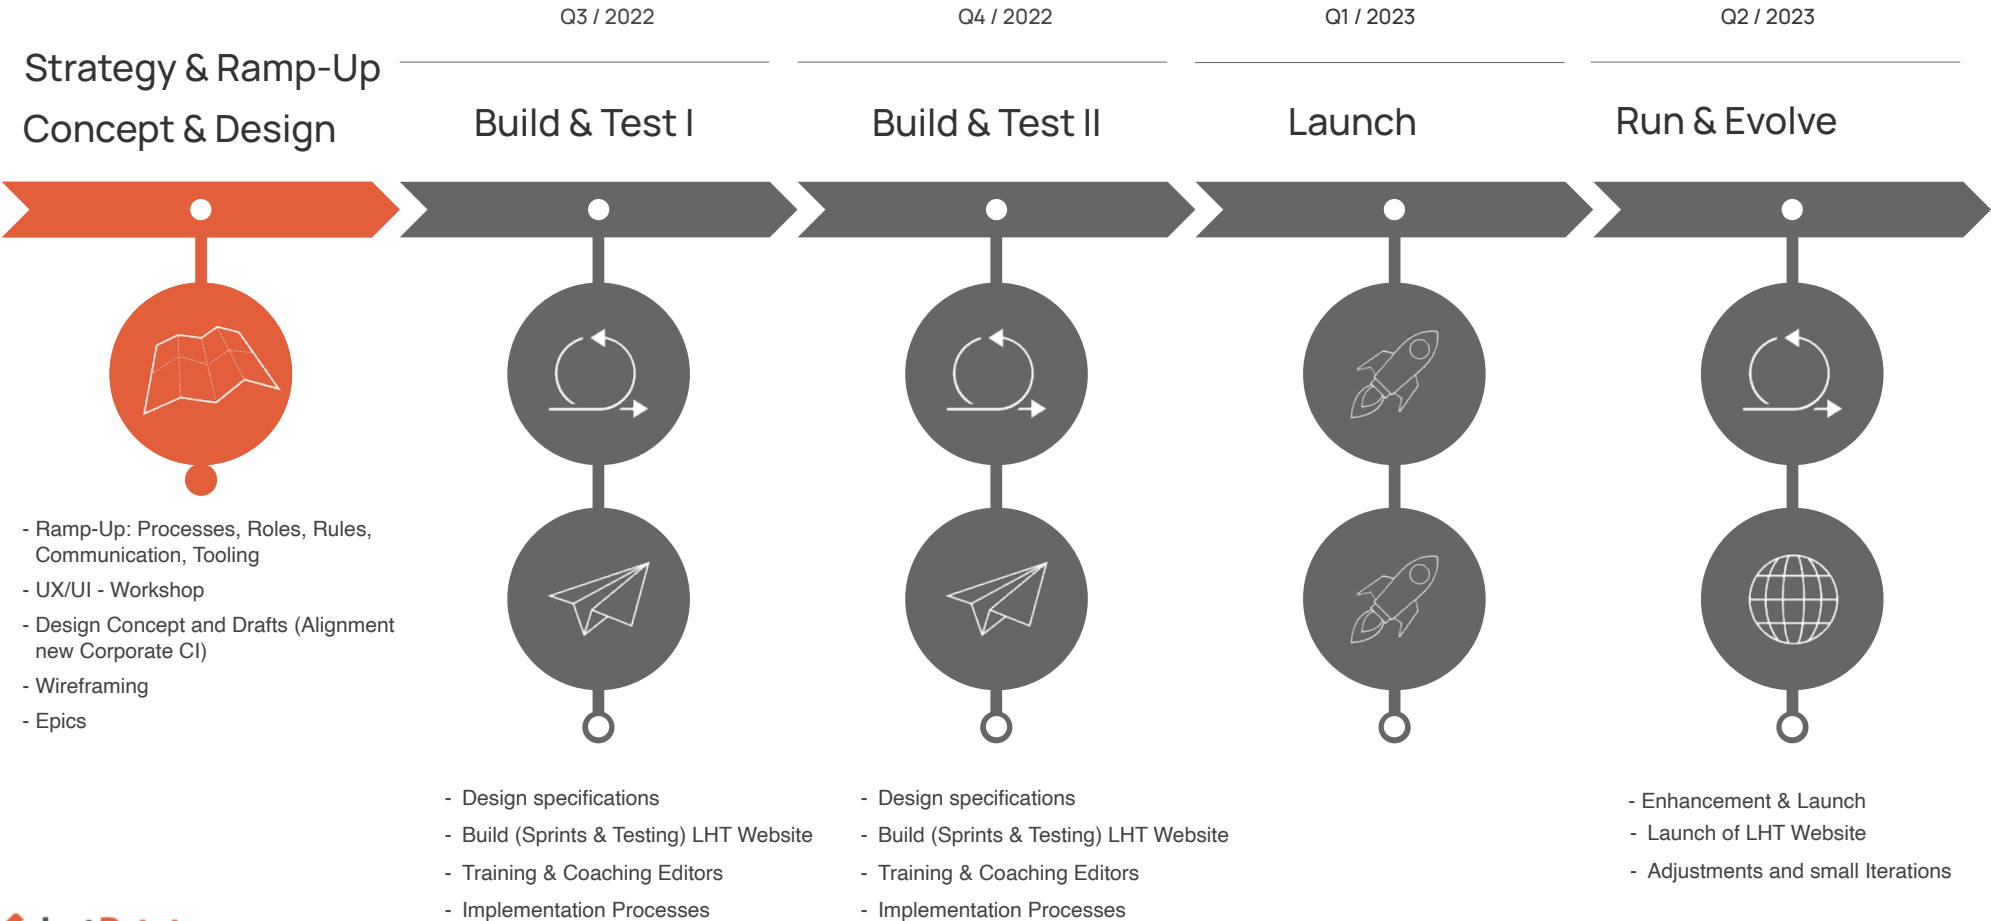 Q3 / 2022
Q4 / 2022
Q1 / 2023
Q2 / 2023
Strategy & Ramp-Up
Concept & Design
Build & Test I
Build & Test II
Launch
Run & Evolve
- Ramp-Up: Processes, Roles, Rules,
Communication, Tooling
- UX/UI - Workshop
- Design Concept and Drafts (Alignment
new Corporate CI)
- Wireframing
- Epics
- Design specifications
- Build (Sprints & Testing) LHT Website
- Training & Coaching Editors
- Implementation Processes
- Design specifications
- Build (Sprints & Testing) LHT Website
- Training & Coaching Editors
- Implementation Processes
- Enhancement & Launch
- Launch of LHT Website
- Adjustments and small Iterations